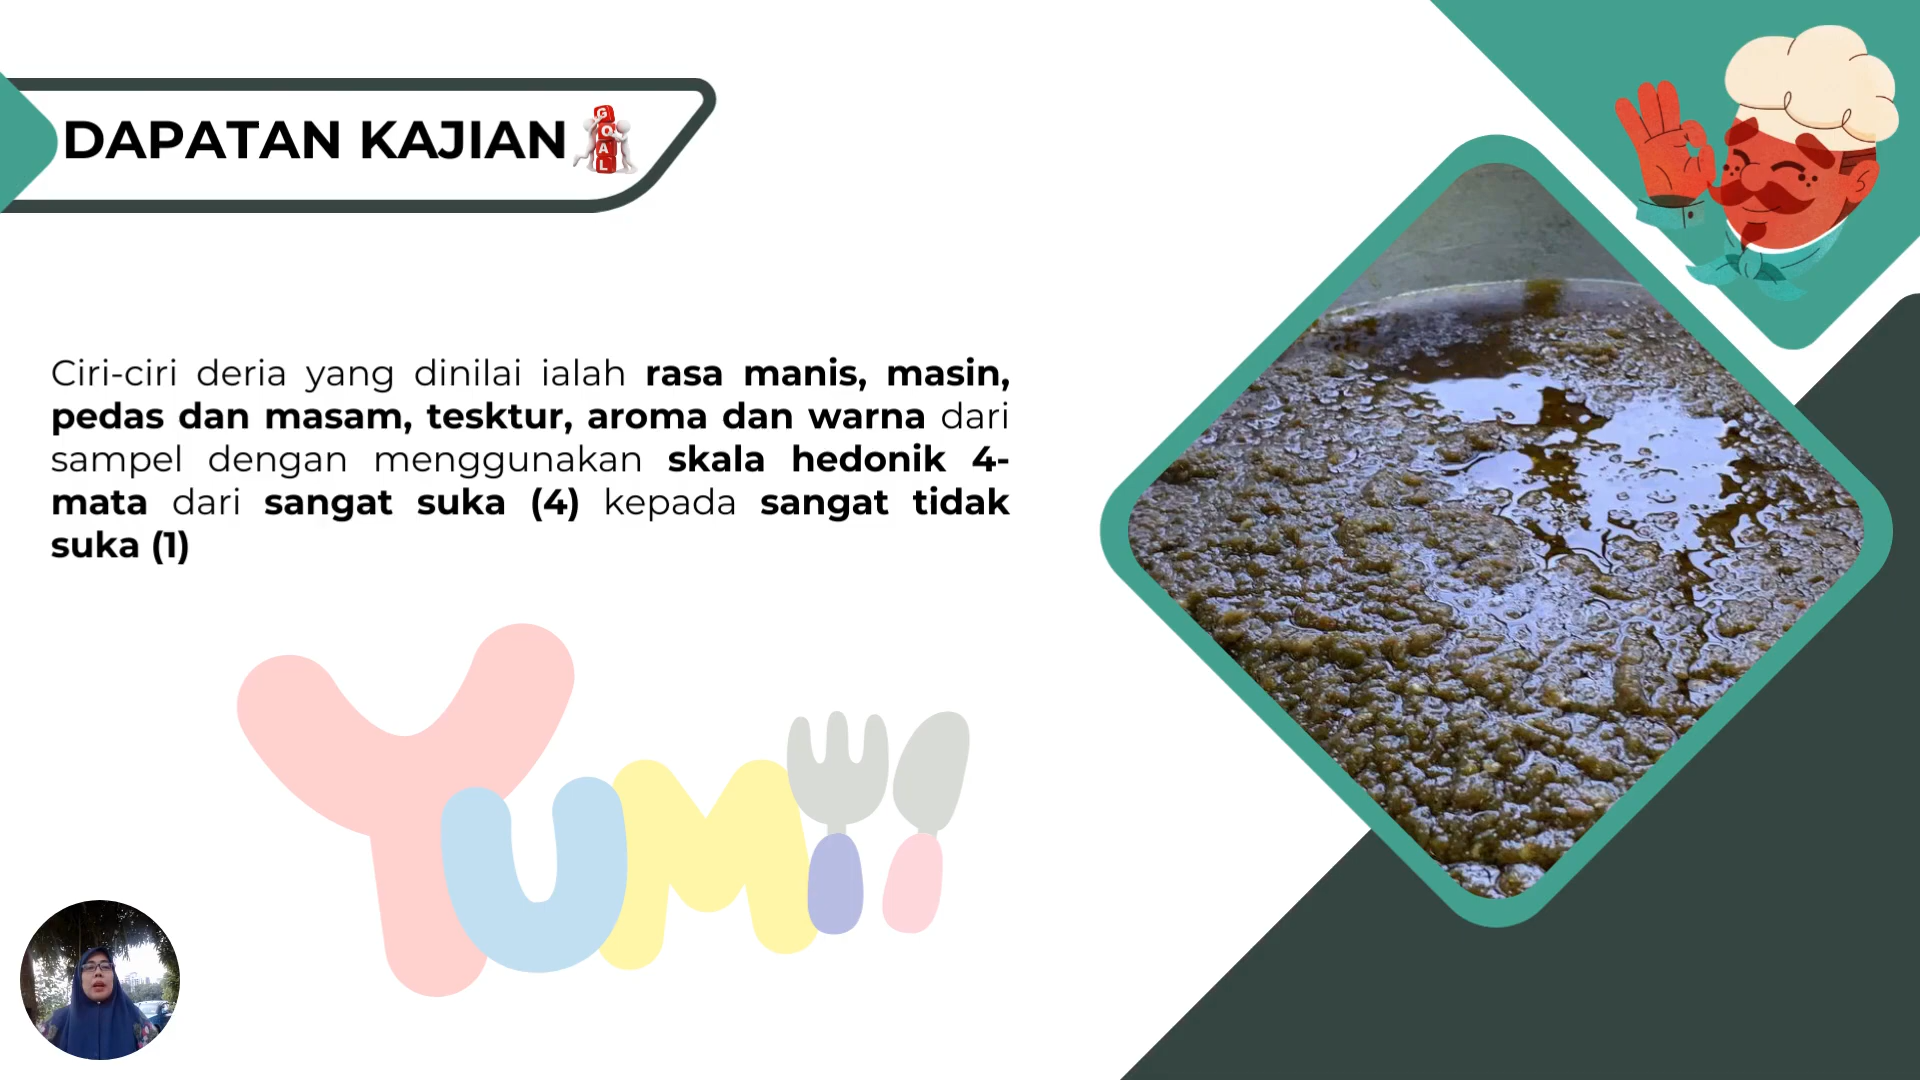 DAPATAN KAJIAN
G
O
A
L
Ciri-ciri deria yang dinilai ialah rasa manis, masin,
pedas dan masam, tesktur, aroma dan warna dari
sampel dengan menggunakan skala hedonik 4-
mata dari sangat suka (4) kepada sangat tidak
suka (1)
YUM